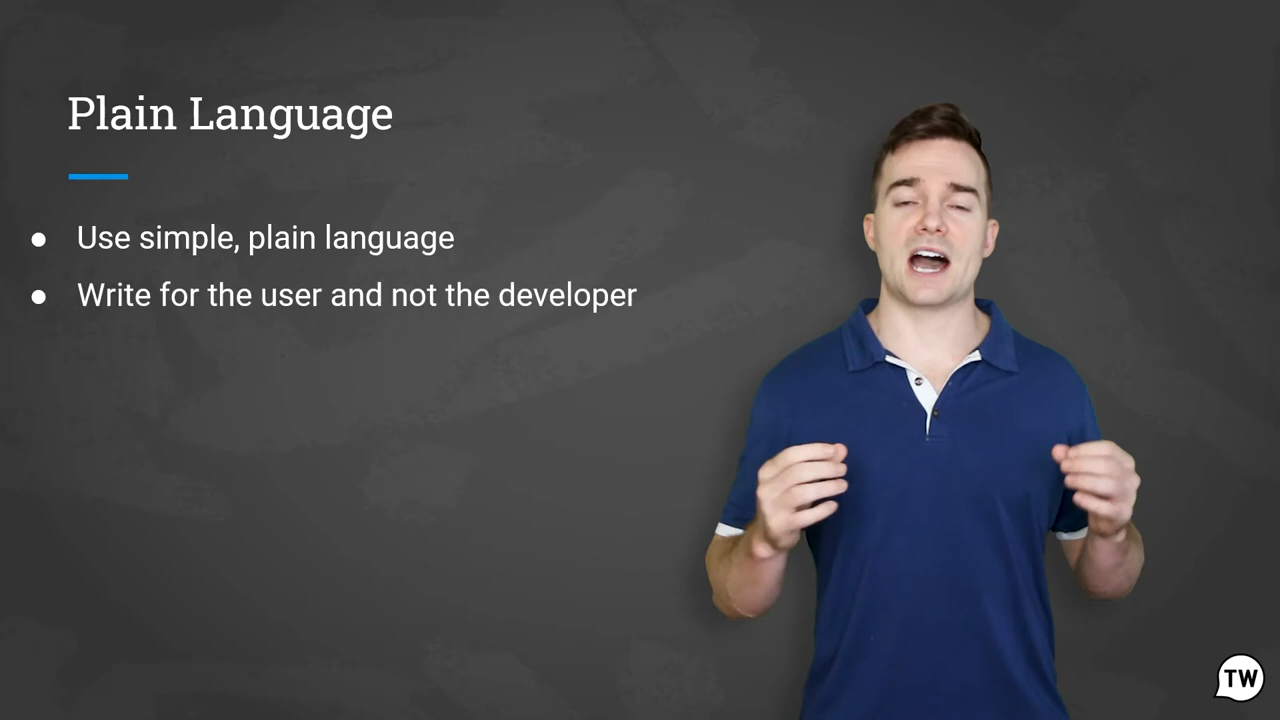 Plain Language
● Use simple, plain language
● Write for the user and not the developer
TW